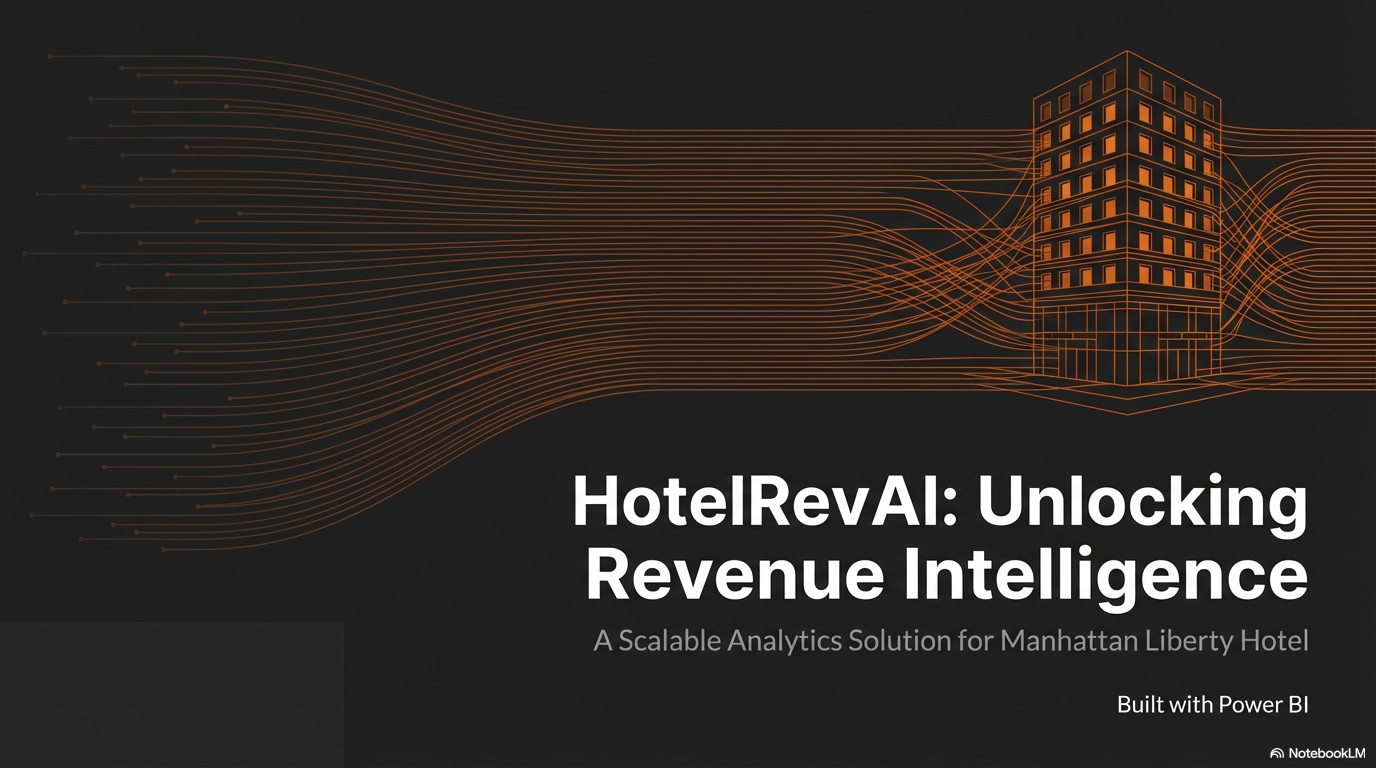 HotelRevAI: Unlocking
Revenue Intelligence
A Scalable Analytics Solution for Manhattan Liberty Hotel
Built with Power BI
NotebookLM